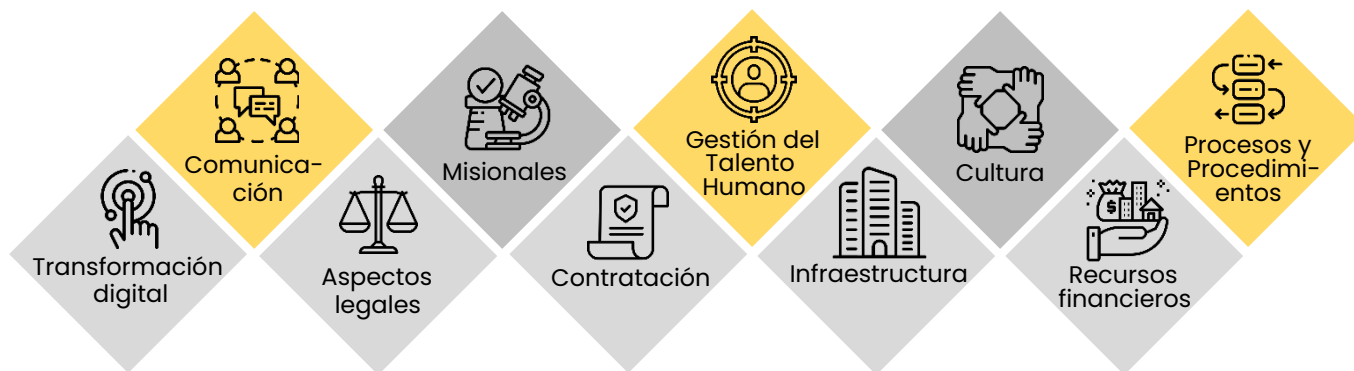 Comunica-
ción
Misionales
Gestión del
Talento
Humano
Cultura
Procesos y
Procedimi-
entos
Transformación
digital
Aspectos
legales
Contratación
Infraestructura
$
Recursos
financieros